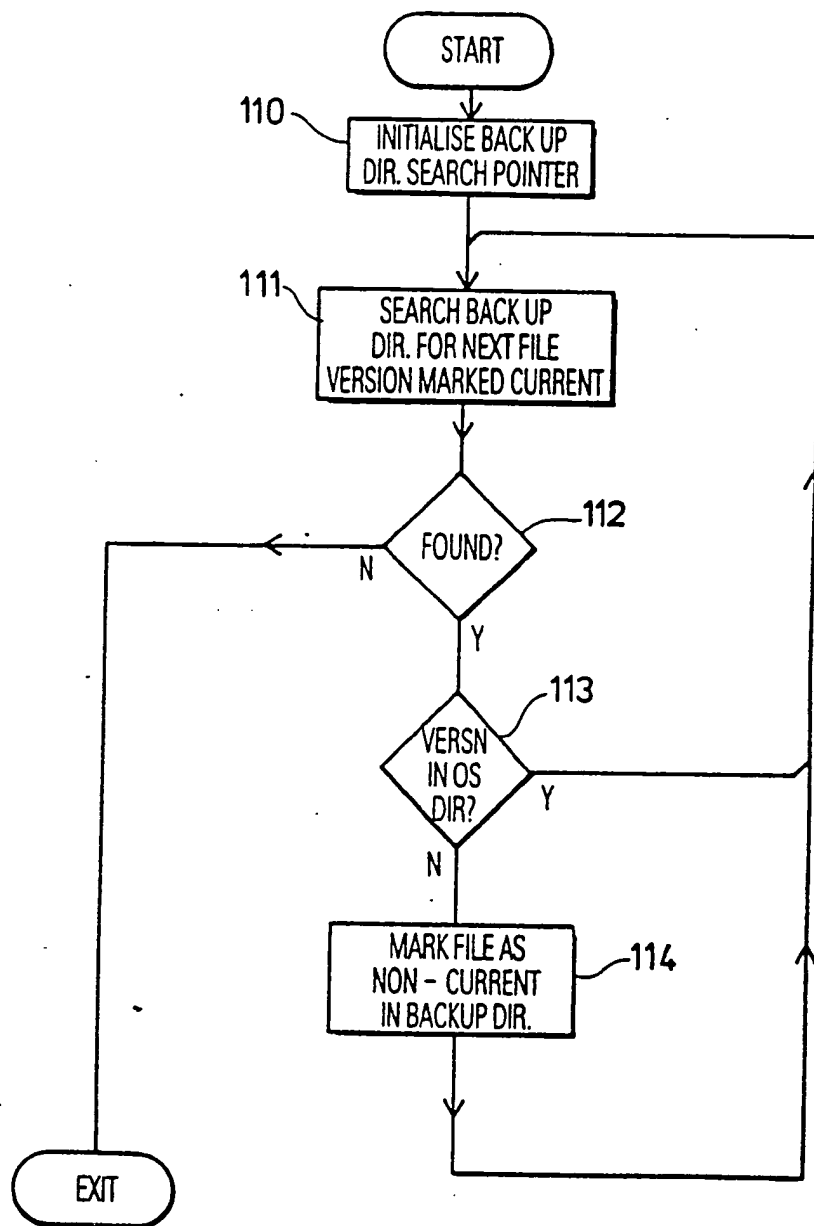 START
110
INITIALISE BACK UP
DIR. SEARCH POINTER
111
SEARCH BACK UP
DIR. FOR NEXT FILE
VERSION MARKED CURRENT
112
FOUND?
N
Y
113
VERSN
IN OS
DIR?
Y
N
MARK FILE AS
NON - CURRENT
IN BACKUP DIR.
114
EXIT